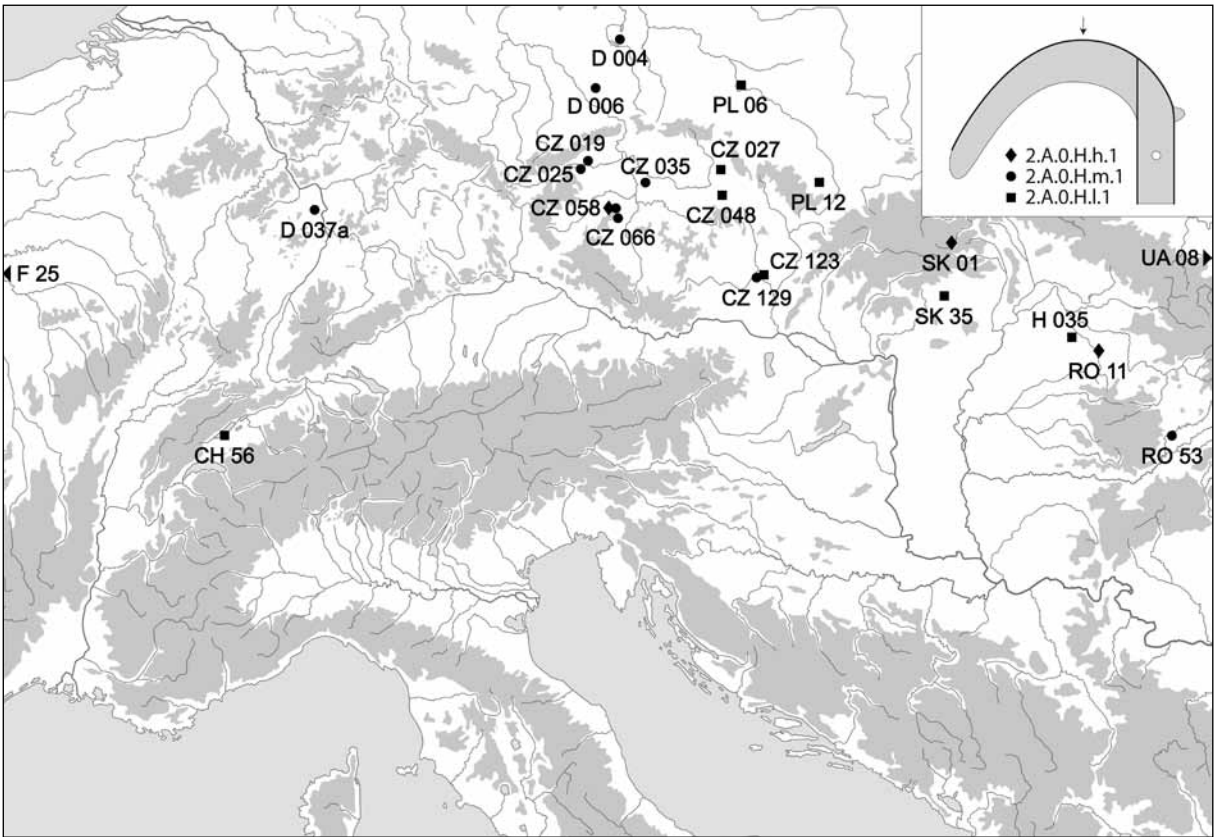 D 004
D 006
PL 06
CZ 019
CZ 025
CZ 035
CZ 027
CZ 058
CZ 066
CZ 048
PL 12
D 037a
F 25
CZ 123
CZ 129
SK 01
SK 35
UA 08
H 035
RO 11
RO 53
CH 56
2.A.0.H.h.1
2.A.0.H.m.1
2.A.0.H.l.1